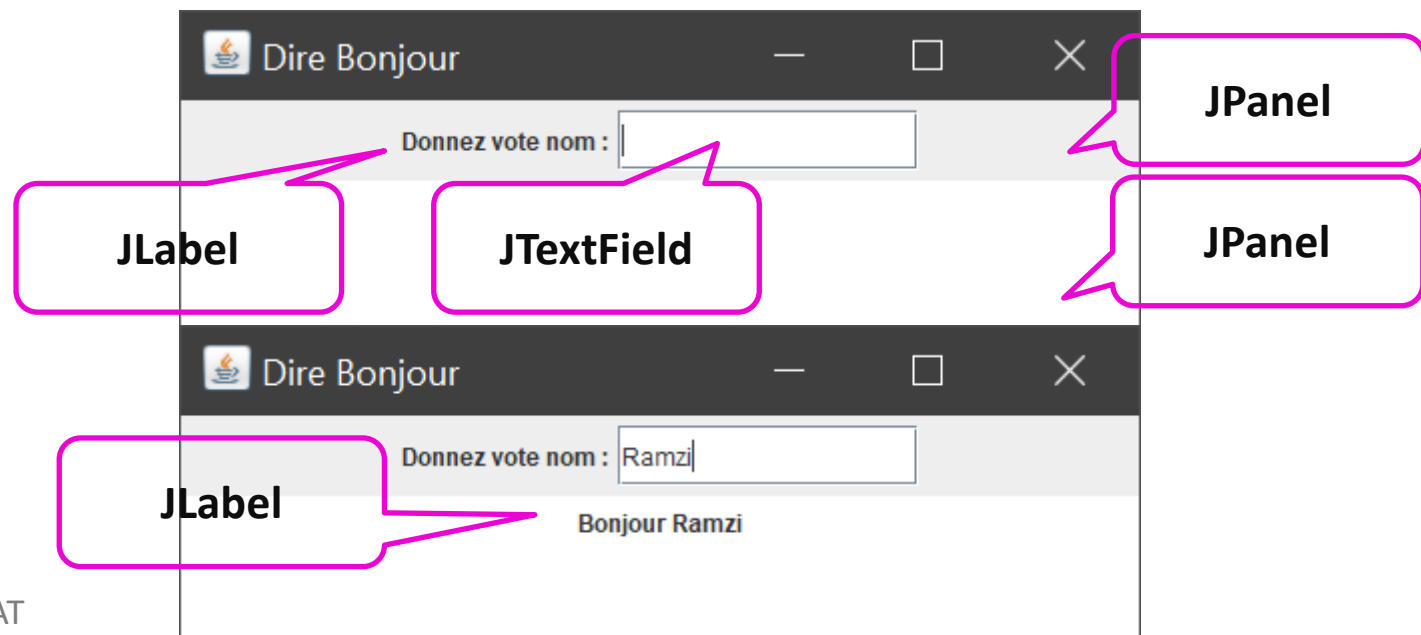 Dire Bonjour
JPanel
Donnez vote nom :
JLabel
JTextField
JPanel
Dire Bonjour
Donnez vote nom : Ramzi
JLabel
Bonjour Ramzi
AT